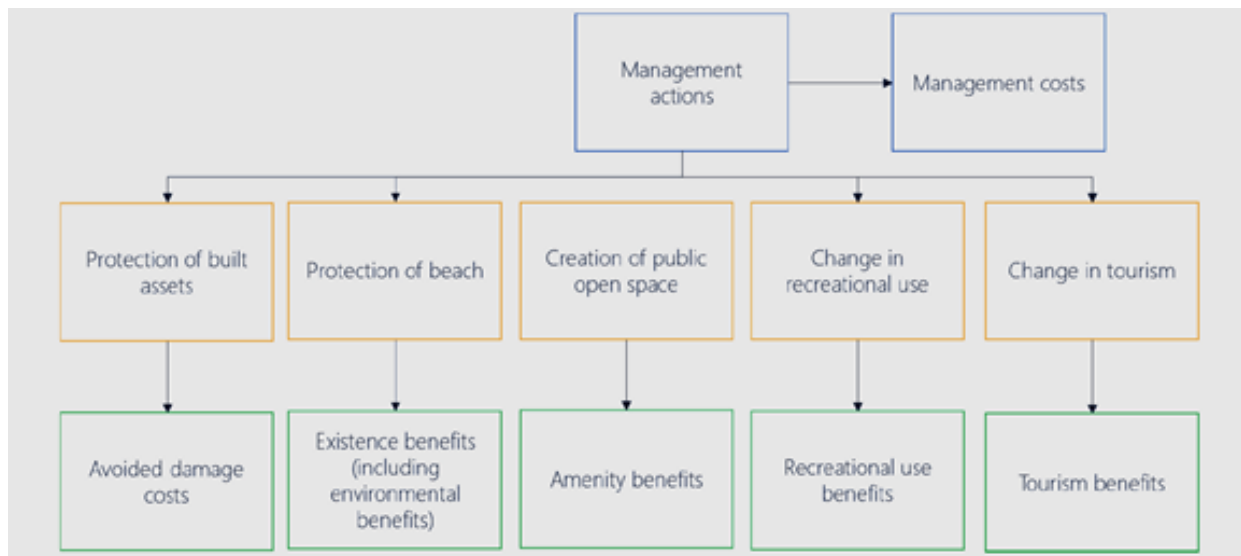 Management
actions
Management costs
Protection of built
assets
Protection of beach
Creation of public
open space
Change in
recreational use
Change in tourism
Avoided damage
costs
Existence benefits
(including
environmental
benefits)
Amenity benefits
Recreational use
benefits
Tourism benefits